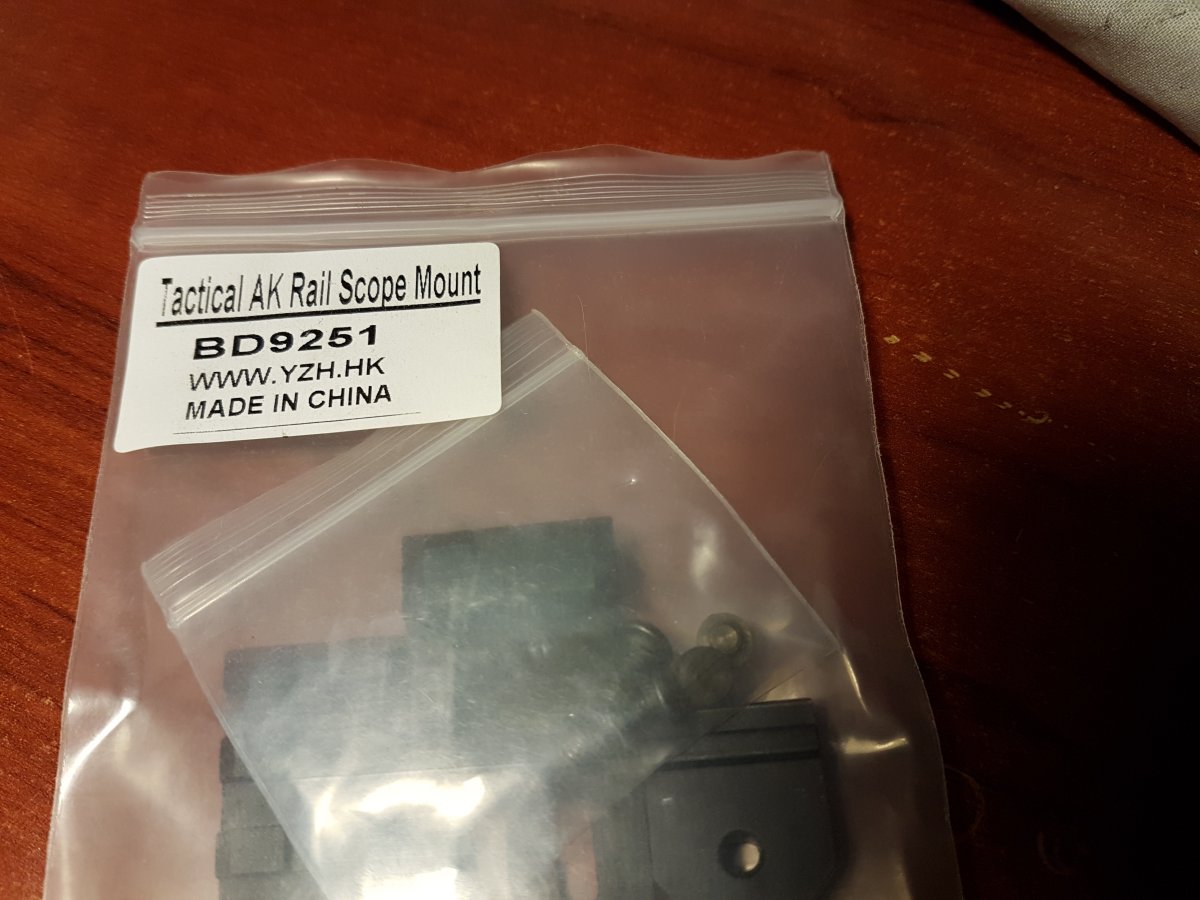 Tactical AK Rail Scope Mount
BD9251
WWW.YZH.HK
MADE IN CHINA